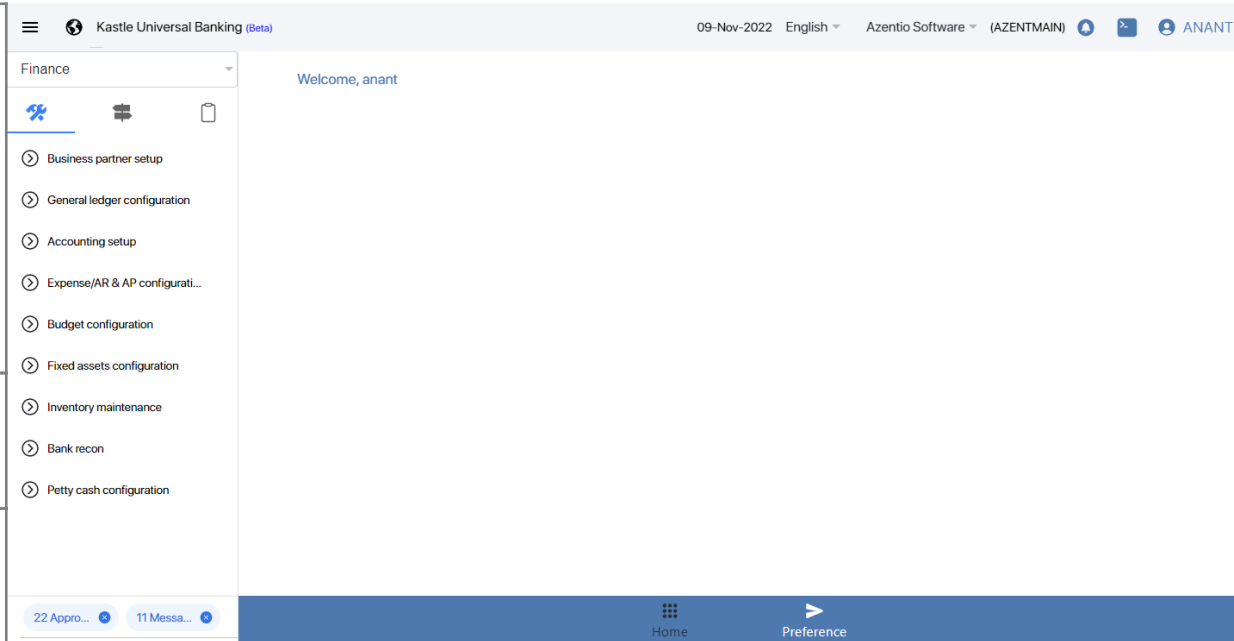 Kastle Universal Banking (Beta) 09-Nov-2022 English Azentio Software (AZENTMAIN) ANANT
Finance
Welcome, anant
Business partner setup
General ledger configuration
Accounting setup
Expense/AR & AP configurati...
Budget configuration
Fixed assets configuration
Inventory maintenance
Bank recon
Petty cash configuration
22 Appro... 11 Messa...
Home Preference